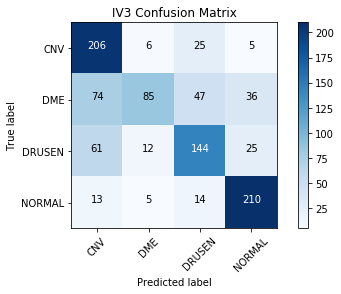 IV3 Confusion Matrix
True label
CNV 206 6 25 5
DME 74 85 47 36
DRUSEN 61 12 144 25
NORMAL 13 5 14 210
CNV DME DRUSEN NORMAL
Predicted label
200
175
150
125
100
75
50
25